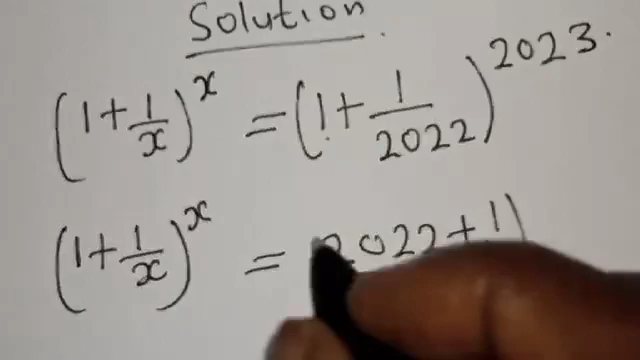 Solution
(1+1/x)^x = (1+1/2022)^2023.
(1+1/x)^x = 2022+1)